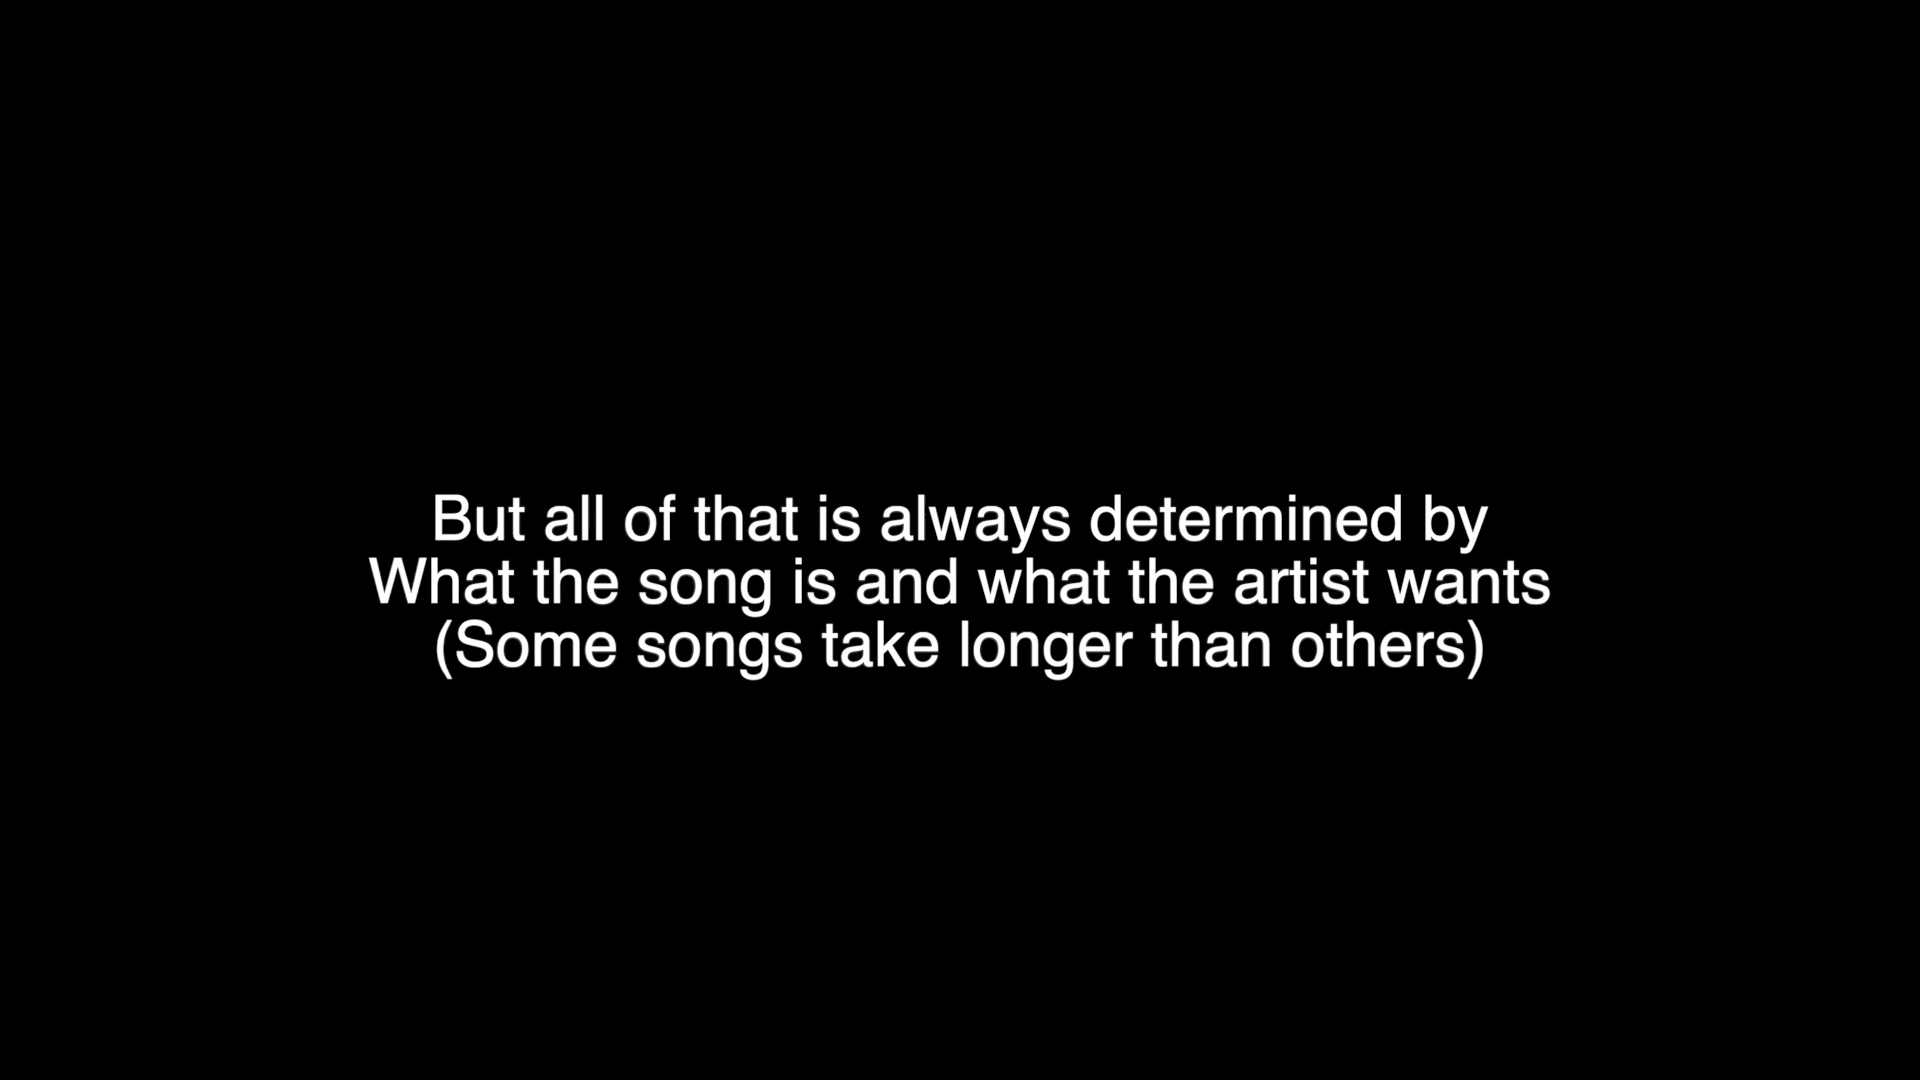 But all of that is always determined by
What the song is and what the artist wants
(Some songs take longer than others)